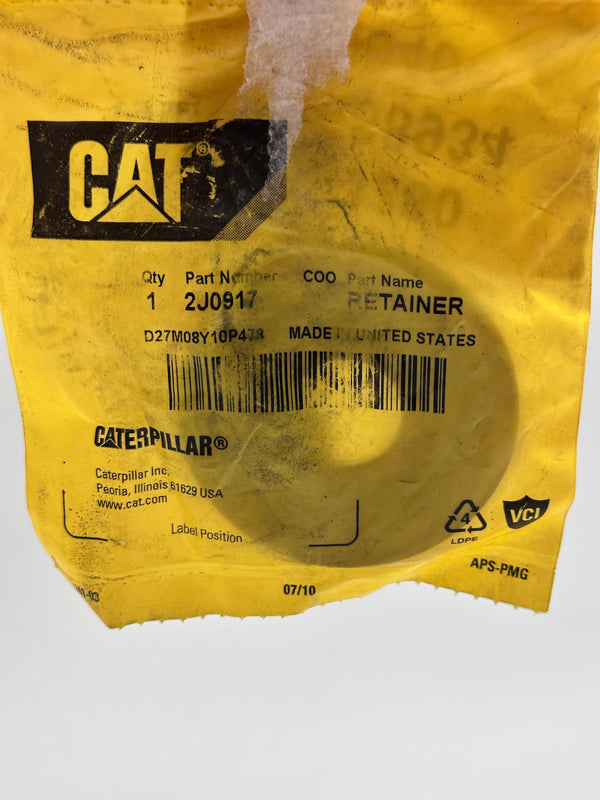 CAT®
Qty Part Number COO Part Name
1 2J0917 RETAINER
MADE IN UNITED STATES
CATERPILLAR®
Caterpillar Inc.
Peoria, Illinois 61629 USA
www.cat.com
Label Position
4
LDPE
VCI
APS-PMG
07/10